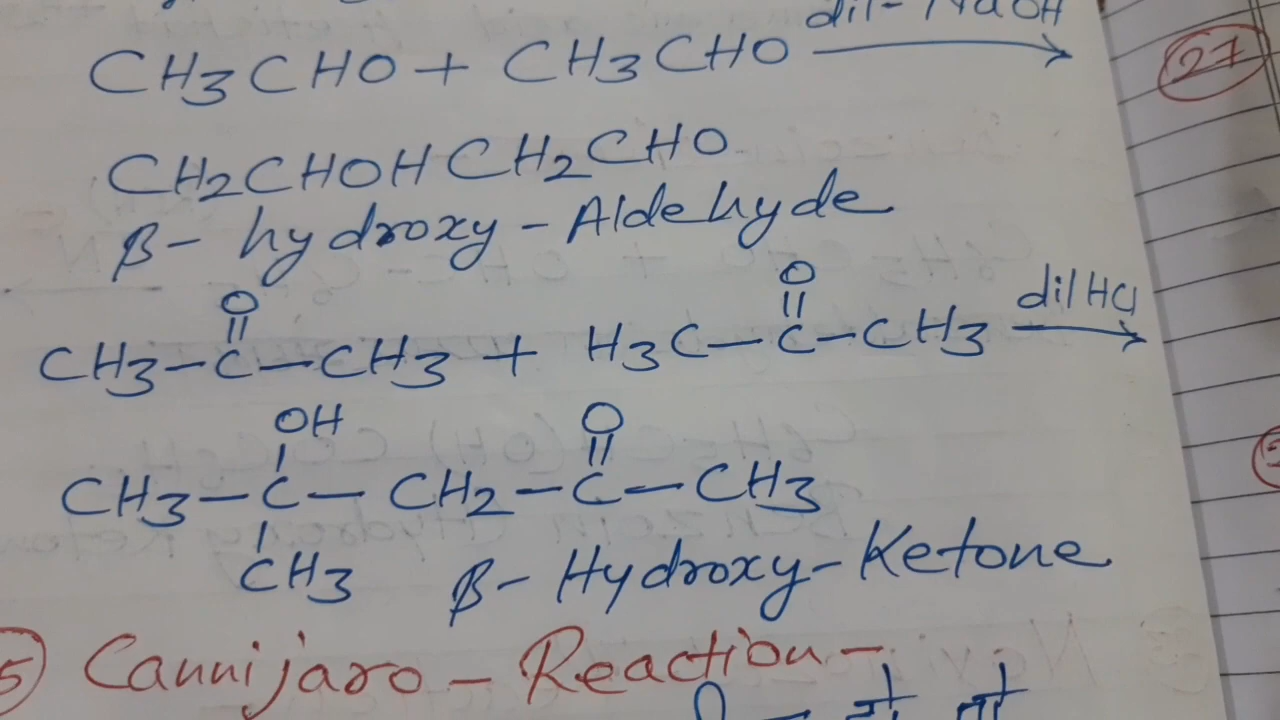 dil- NaOH
CH3CHO + CH3CHO ⟶
27
CH2CHOHCH2CHO
β- hydroxy-Aldehyde
O O
|| || dil HCl
CH3-C-CH3 + H3C-C-CH3 ⟶
OH O
| ||
CH3-C-CH2-C-CH3
|
CH3 β- Hydroxy-Ketone
5) Cannijaro - Reaction -